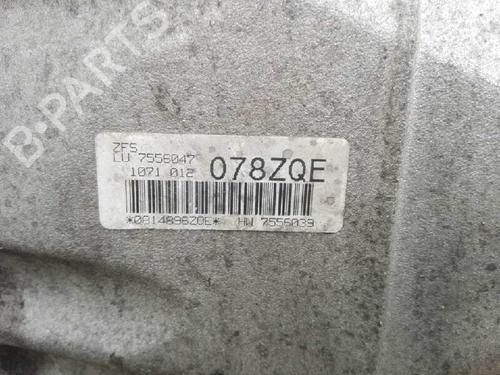 B-PARTS
ZFS
LU 7556047
1071 012 078ZQE
*0814896ZQE* HW 7556039